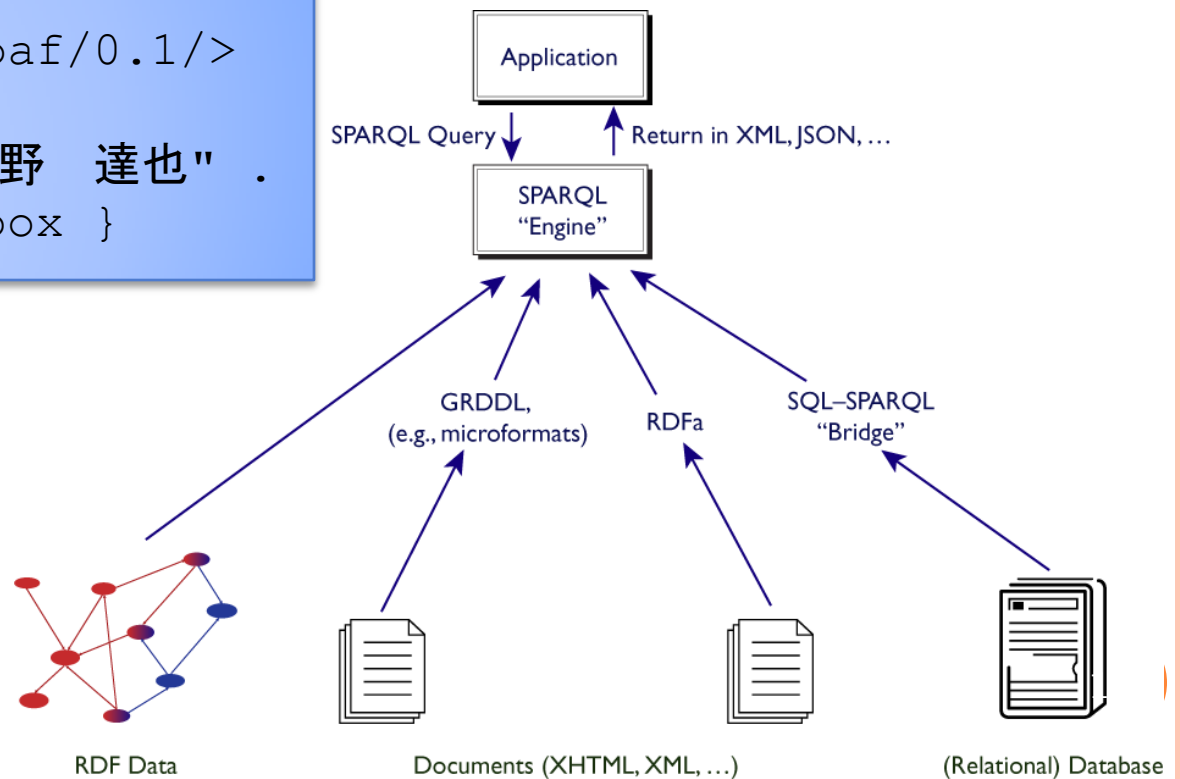 oaf/0.1/>
野　達也" .
box }
Application
SPARQL Query
Return in XML, JSON, …
SPARQL
“Engine”
GRDDL,
(e.g., microformats)
RDFa
SQL–SPARQL
“Bridge”
RDF Data
Documents (XHTML, XML, …)
(Relational) Database